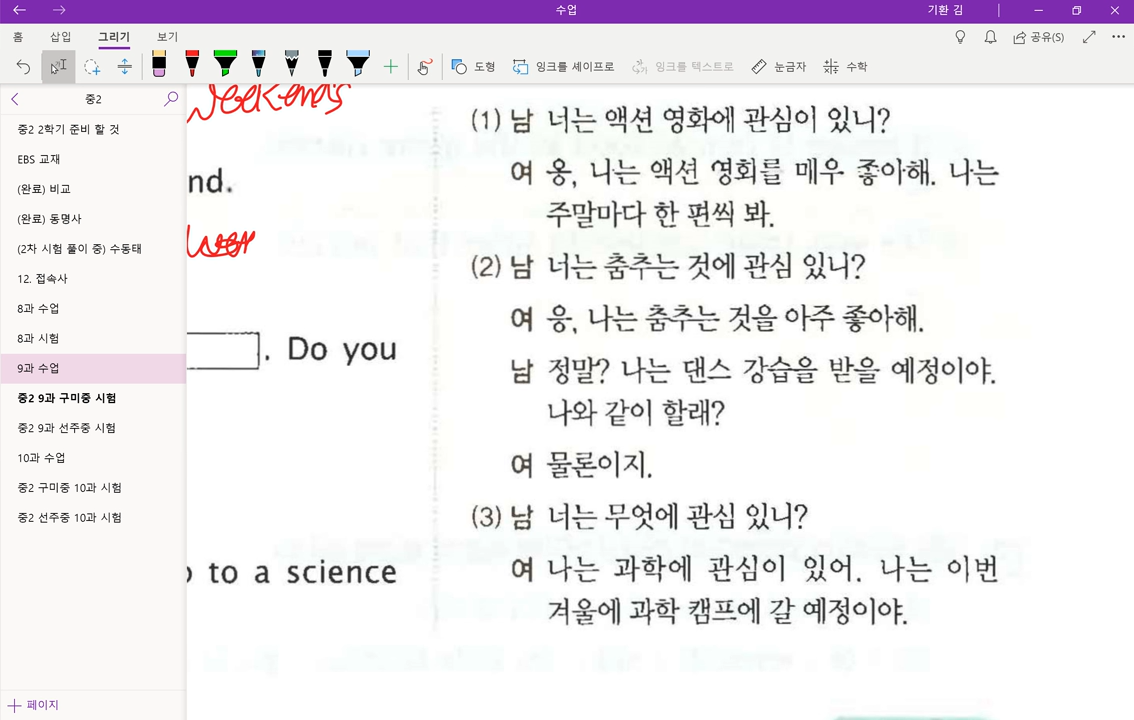 수업
기환 김
홈 삽입 그리기 보기
공유(S)
도형 잉크를 셰이프로 잉크를 텍스트로 눈금자 수학
중2
중2 2학기 준비 할 것
EBS 교재
(완료) 비교
(완료) 동명사
(2차 시험 풀이 중) 수동태
12. 접속사
8과 수업
8과 시험
9과 수업
중2 9과 구미중 시험
중2 9과 선주중 시험
10과 수업
중2 구미중 10과 시험
중2 선주중 10과 시험
페이지
weekends
nd.
. Do you
to a science
(1) 남 너는 액션 영화에 관심이 있니?
여 응, 나는 액션 영화를 매우 좋아해. 나는
주말마다 한 편씩 봐.
(2) 남 너는 춤추는 것에 관심 있니?
여 응, 나는 춤추는 것을 아주 좋아해.
남 정말? 나는 댄스 강습을 받을 예정이야.
나와 같이 할래?
여 물론이지.
(3) 남 너는 무엇에 관심 있니?
여 나는 과학에 관심이 있어. 나는 이번
겨울에 과학 캠프에 갈 예정이야.